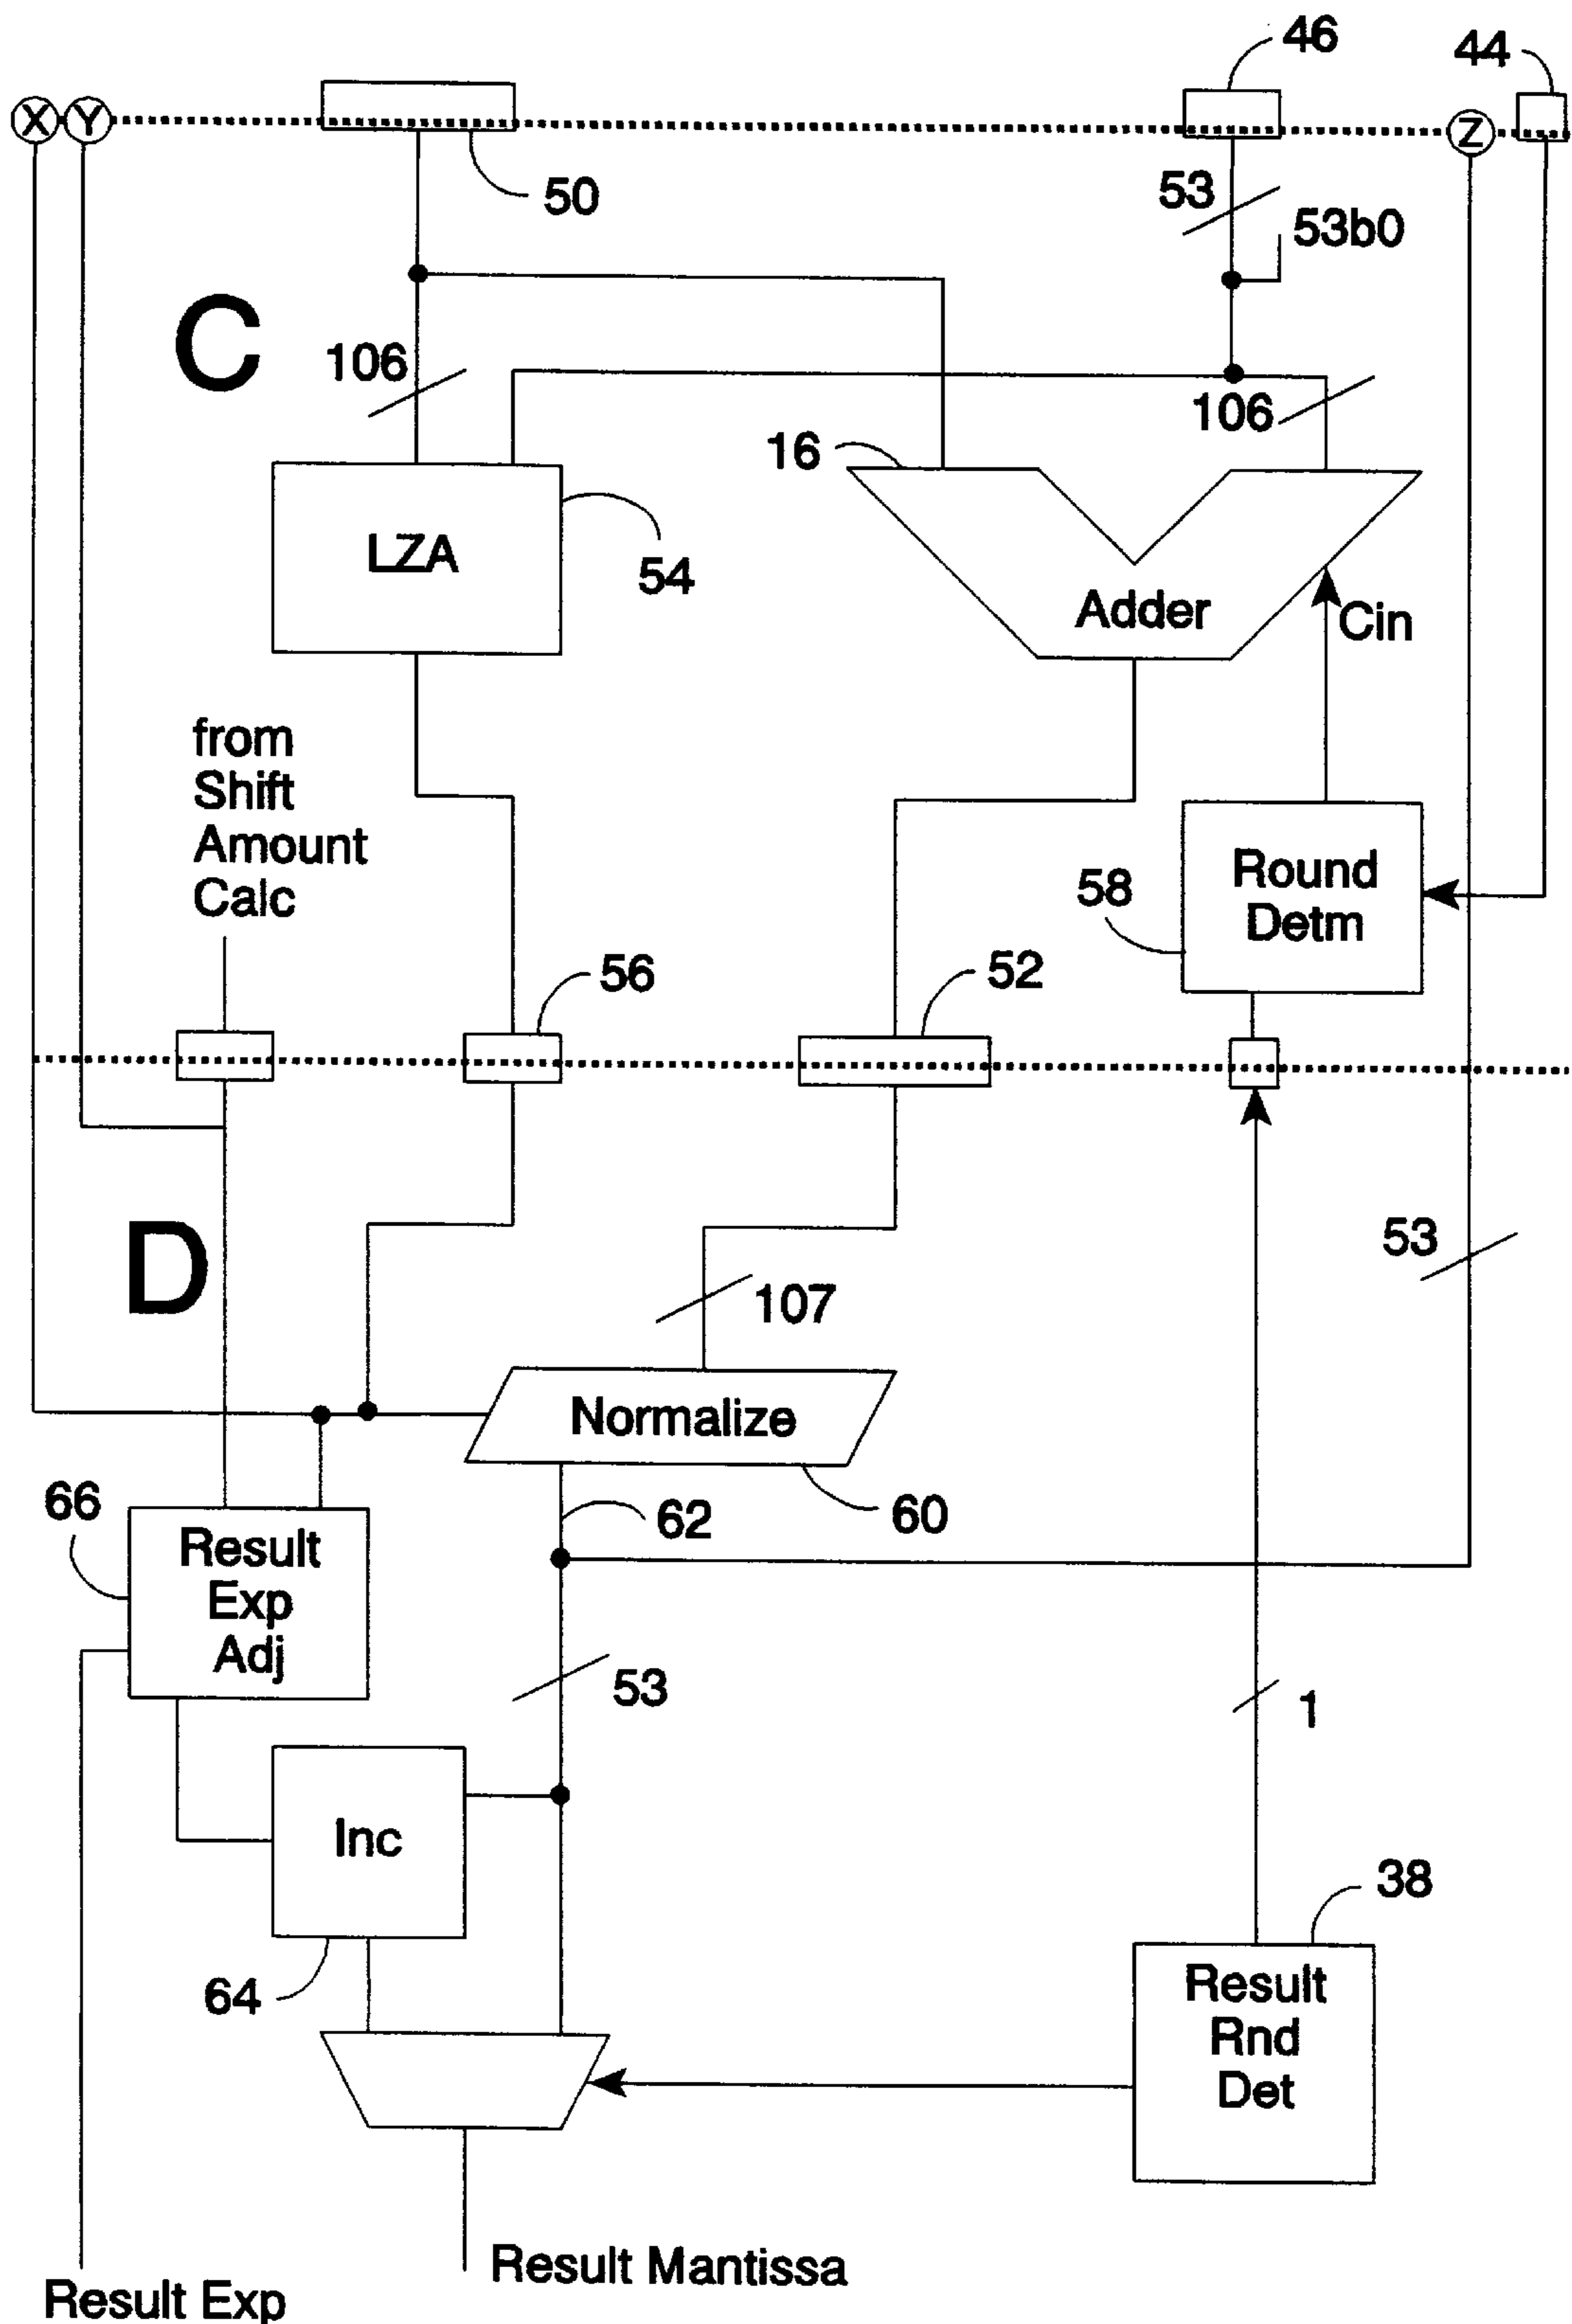 46
44
X
Y
Z
50
53
53b0
C
106
106
16
LZA
54
Adder
Cin
from
Shift
Amount
Calc
58
Round
Detm
56
52
D
53
107
Normalize
66
62
60
Result
Exp
Adj
53
1
Inc
38
64
Result
Rnd
Det
Result Mantissa
Result Exp